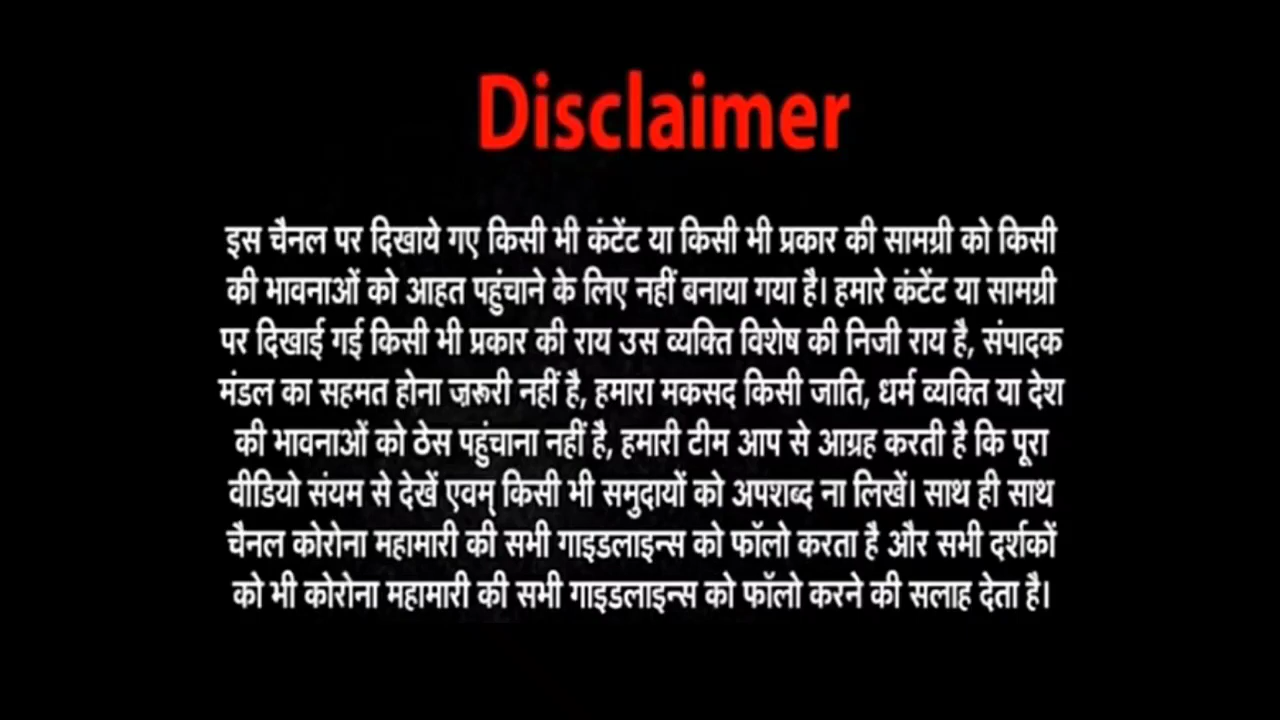 Disclaimer
इस चैनल पर दिखाये गए किसी भी कंटेंट या किसी भी प्रकार की सामग्री को किसी
की भावनाओं को आहत पहुंचाने के लिए नहीं बनाया गया है। हमारे कंटेंट या सामग्री
पर दिखाई गई किसी भी प्रकार की राय उस व्यक्ति विशेष की निजी राय है, संपादक
मंडल का सहमत होना ज़रूरी नहीं है, हमारा मकसद किसी जाति, धर्म व्यक्ति या देश
की भावनाओं को ठेस पहुंचाना नहीं है, हमारी टीम आप से आग्रह करती है कि पूरा
वीडियो संयम से देखें एवम् किसी भी समुदायों को अपशब्द ना लिखें। साथ ही साथ
चैनल कोरोना महामारी की सभी गाइडलाइन्स को फॉलो करता है और सभी दर्शकों
को भी कोरोना महामारी की सभी गाइडलाइन्स को फॉलो करने की सलाह देता है।